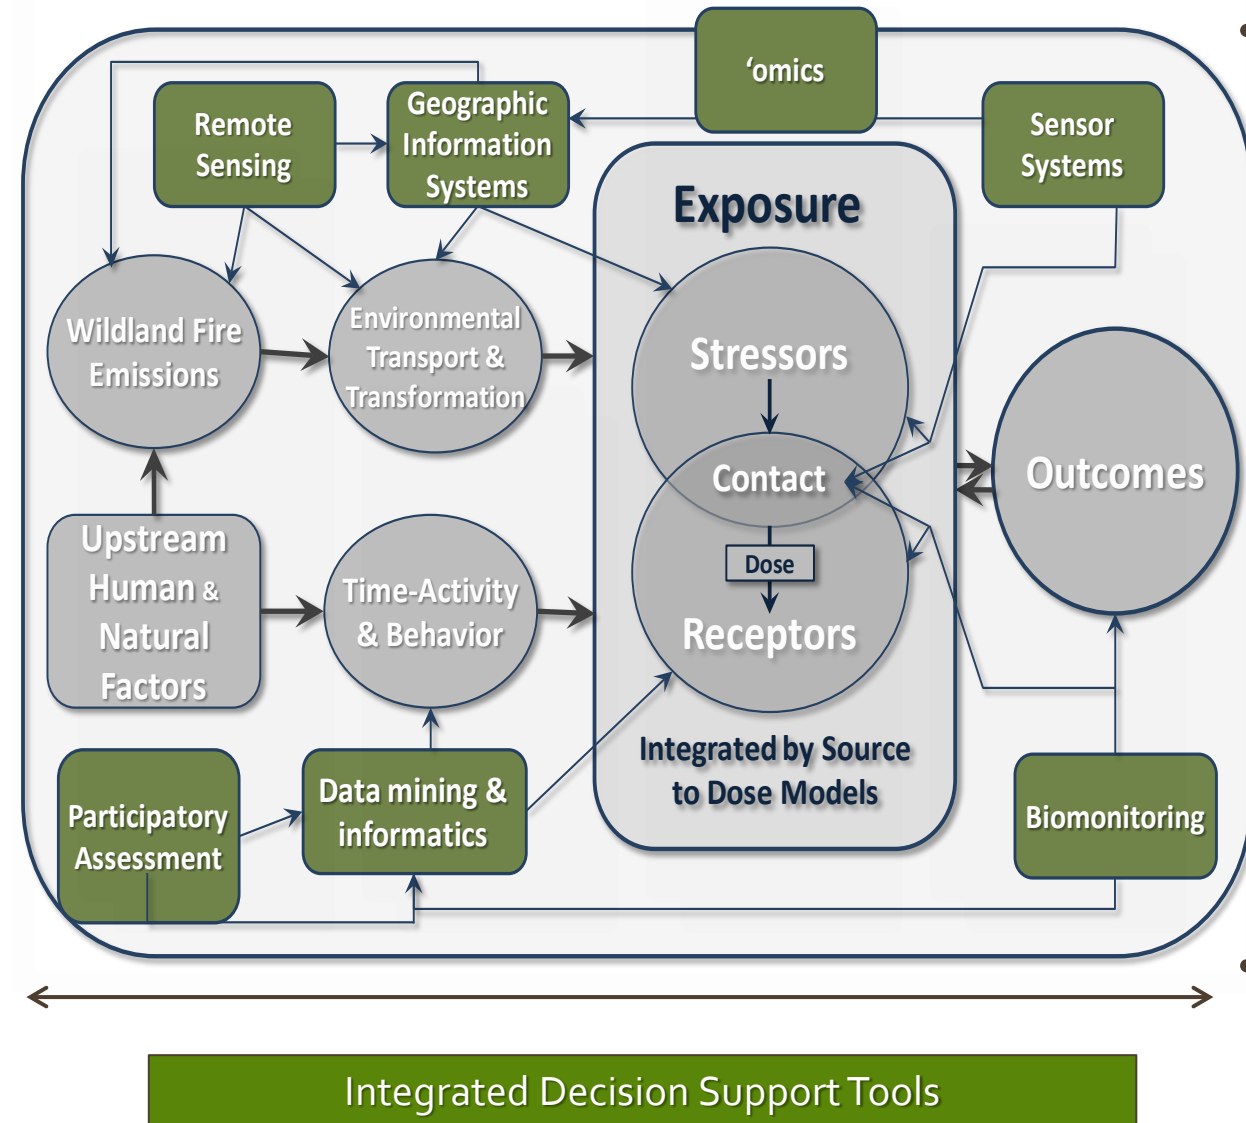 ‘omics
Remote
Sensing
Geographic
Information
Systems
Sensor
Systems
Exposure
Wildland Fire
Emissions
Environmental
Transport &
Transformation
Stressors
Contact
Outcomes
Dose
Receptors
Upstream
Human &
Natural
Factors
Time-Activity
& Behavior
Integrated by Source
to Dose Models
Participatory
Assessment
Data mining &
informatics
Biomonitoring
Integrated Decision Support Tools